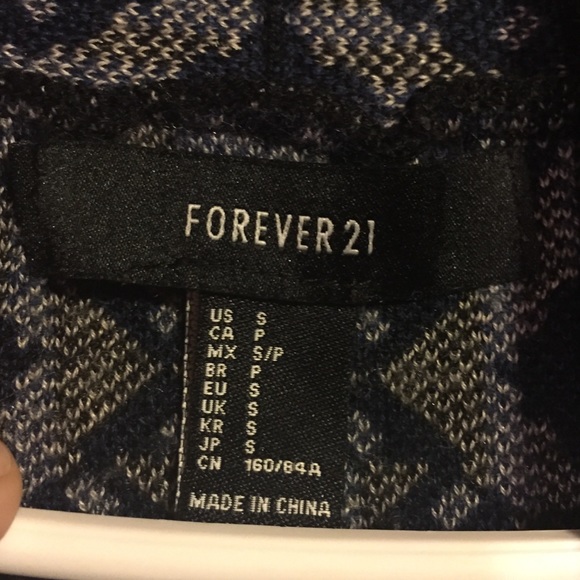 FOREVER 21
US S
CA P
MX S/P
BR P
EU S
UK S
KR S
JP S
CN 160/84A
MADE IN CHINA